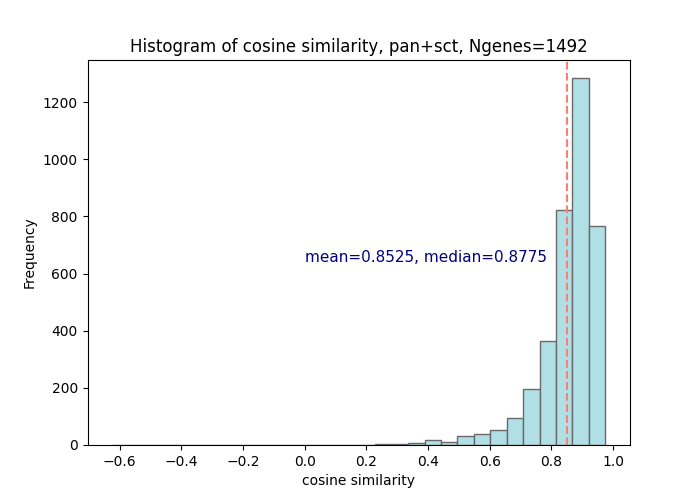 Histogram of cosine similarity, pan+sct, Ngenes=1492
1200
1000
800
600
400
200
0
Frequency
mean=0.8525, median=0.8775
−0.6 −0.4 −0.2 0.0 0.2 0.4 0.6 0.8 1.0
cosine similarity